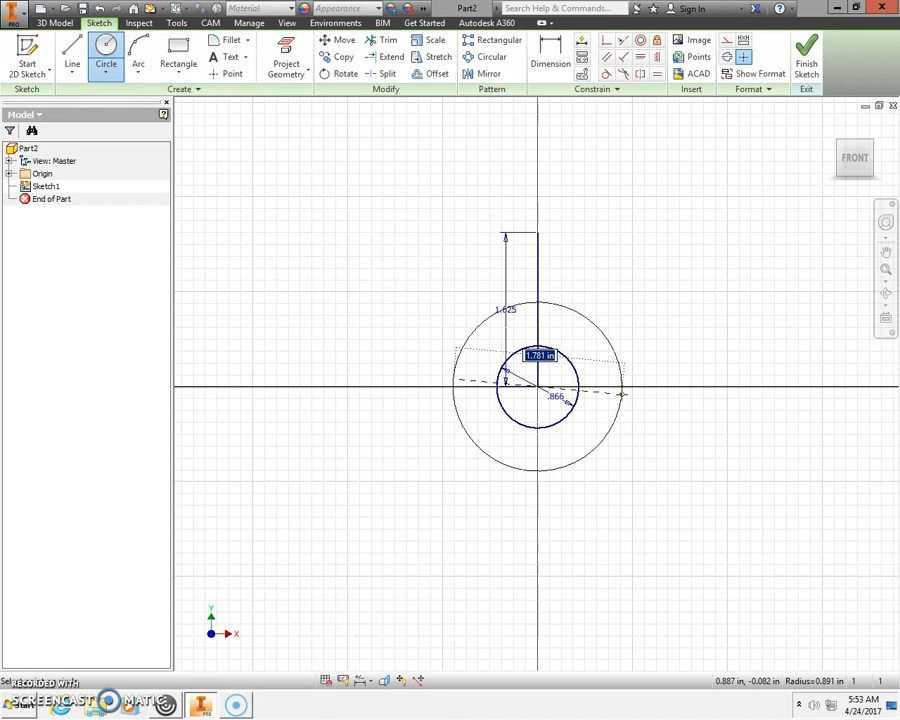 PRO
Material
Appearance
Part2
Search Help & Commands...
Sign In
3D Model Sketch Inspect Tools CAM Manage View Environments BIM Get Started Autodesk A360
Start
2D Sketch
Line
Circle
Arc
Rectangle
Fillet
Text
Point
Project
Geometry
Move Trim Scale
Copy Extend Stretch
Rotate Split Offset
Rectangular
Circular
Mirror
Dimension
Image
Points
ACAD
Show Format
Finish
Sketch
Sketch Create Modify Pattern Constrain Insert Format Exit
Model
Part2
View: Master
Origin
Sketch1
End of Part
FRONT
1.625
1.781 in
.866
Y
X
RECORDED WITH
SCREENCAST MATIC
Start
0.887 in, -0.082 in Radius=0.891 in 1 1
5:53 AM
4/24/2017